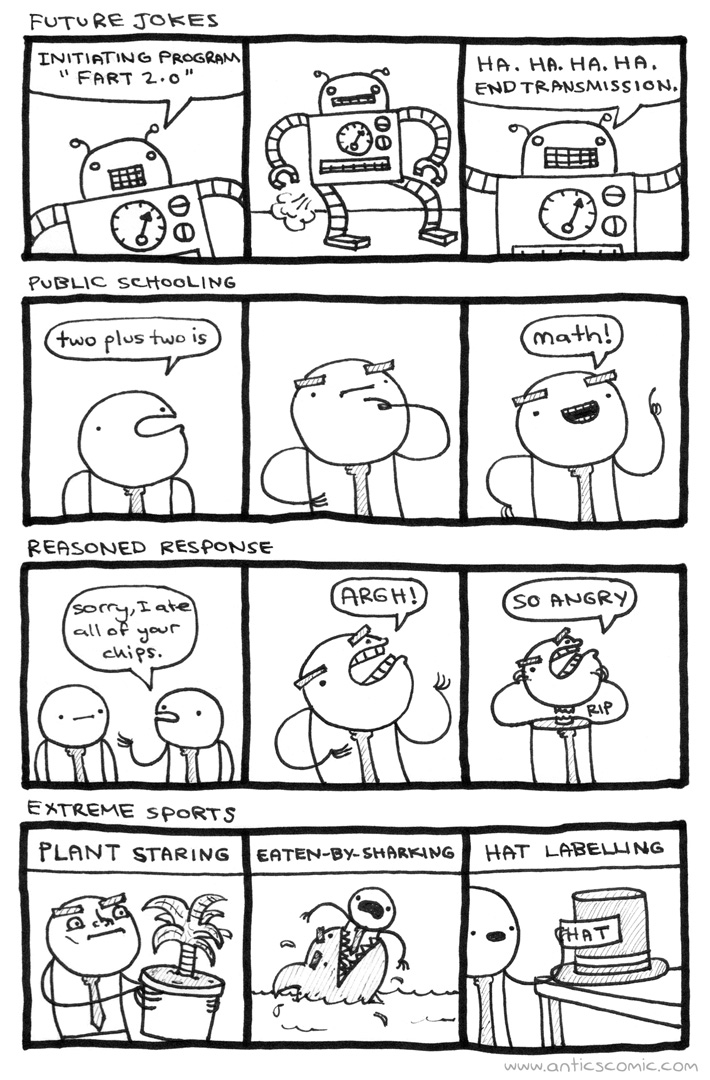 FUTURE JOKES
INITIATING PROGRAM
"FART 2.0"
HA. HA. HA. HA.
END TRANSMISSION.
PUBLIC SCHOOLING
two plus two is
math!
REASONED RESPONSE
sorry, I ate
all of your
chips.
ARGH!
SO ANGRY
RIP
EXTREME SPORTS
PLANT STARING
EATEN-BY-SHARKING
HAT LABELLING
HAT
www.anticscomic.com